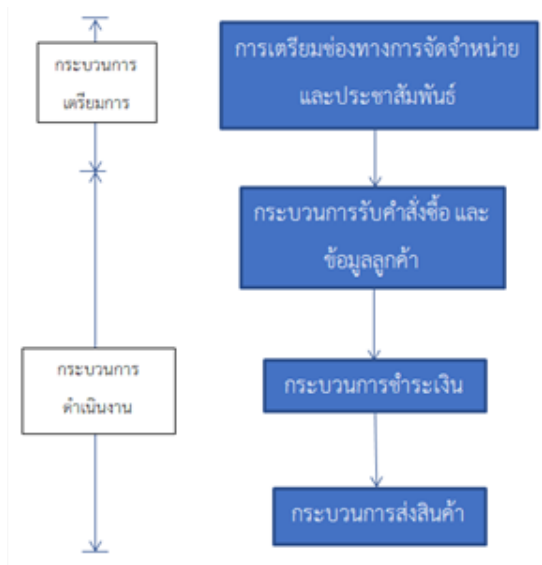 กระบวนการ
เตรียมการ
การเตรียมช่องทางการจัดจำหน่าย
และประชาสัมพันธ์
กระบวนการรับคำสั่งซื้อ และ
ข้อมูลลูกค้า
กระบวนการ
ดำเนินงาน
กระบวนการชำระเงิน
กระบวนการส่งสินค้า